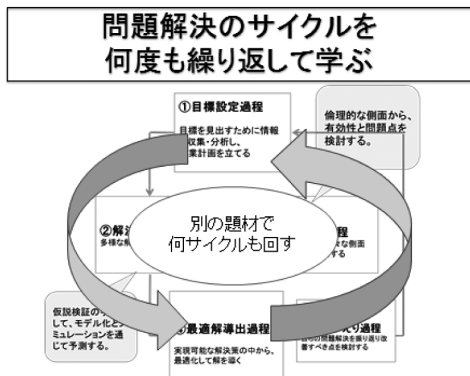 問題解決のサイクルを
何度も繰り返して学ぶ
①目標設定過程
目標を見出すために情報
収集・分析し、
業計画を立てる
倫理的な側面から、
有効性と問題点を
検討する。
②解決
多様な解
別の題材で
何サイクルも回す
程
な側面
する
仮説検証の
して、モデル化と
ミュレーションを通
じて予測する。
最適解導出過程
実現可能な解決策の中から、
最適化して解を導く
り過程
の問題解決を振り返り改
善すべき点を検討する